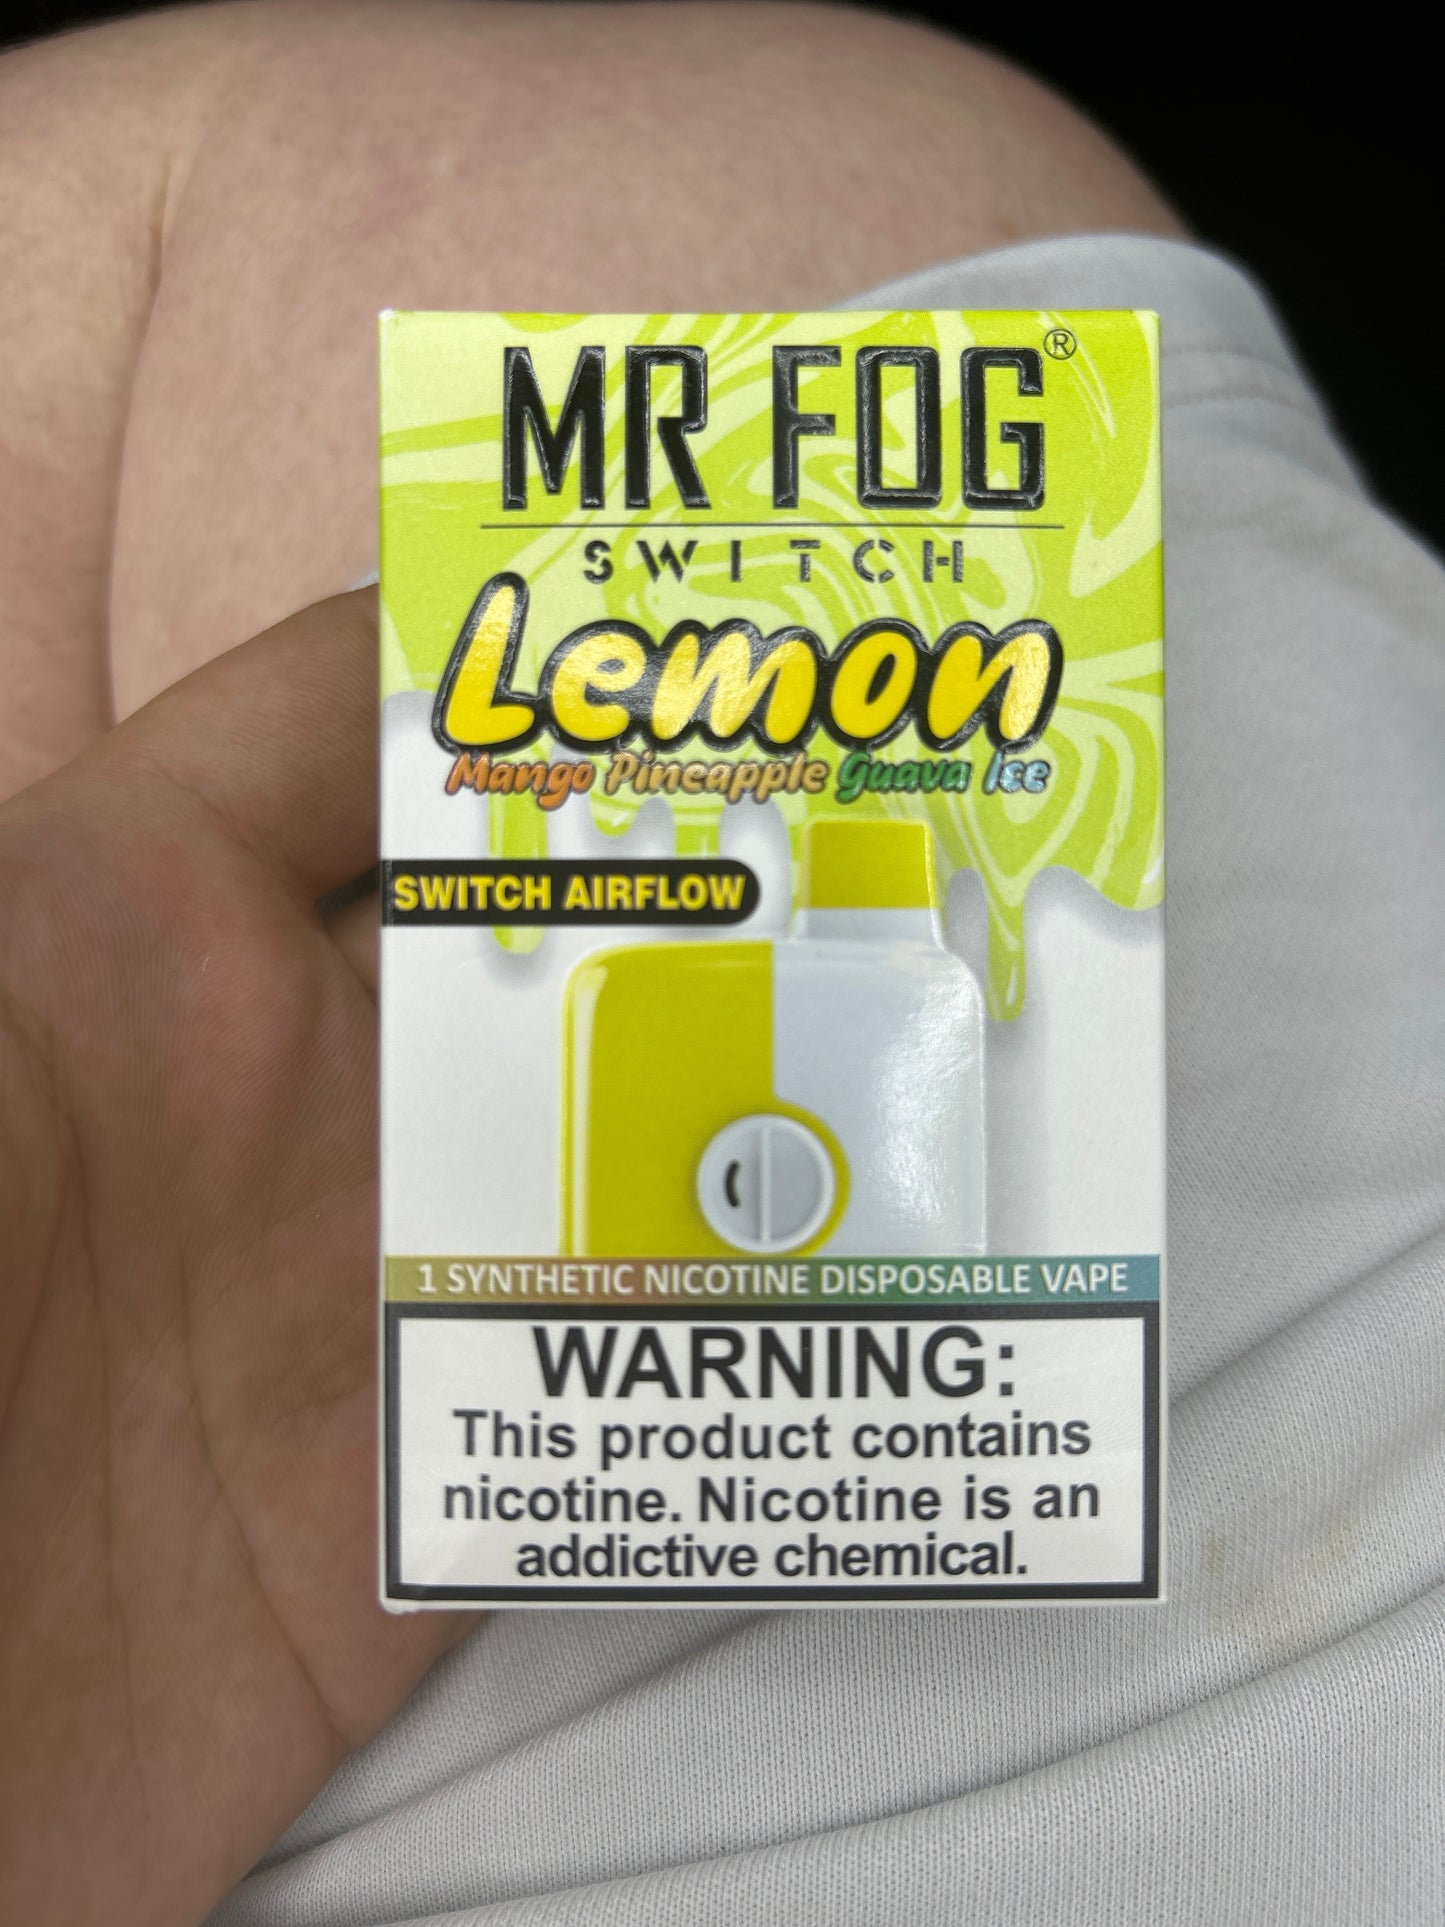 MR FOG®
SWITCH
Lemon
Mango Pineapple Guava Ice
SWITCH AIRFLOW
1 SYNTHETIC NICOTINE DISPOSABLE VAPE
WARNING:
This product contains
nicotine. Nicotine is an
addictive chemical.